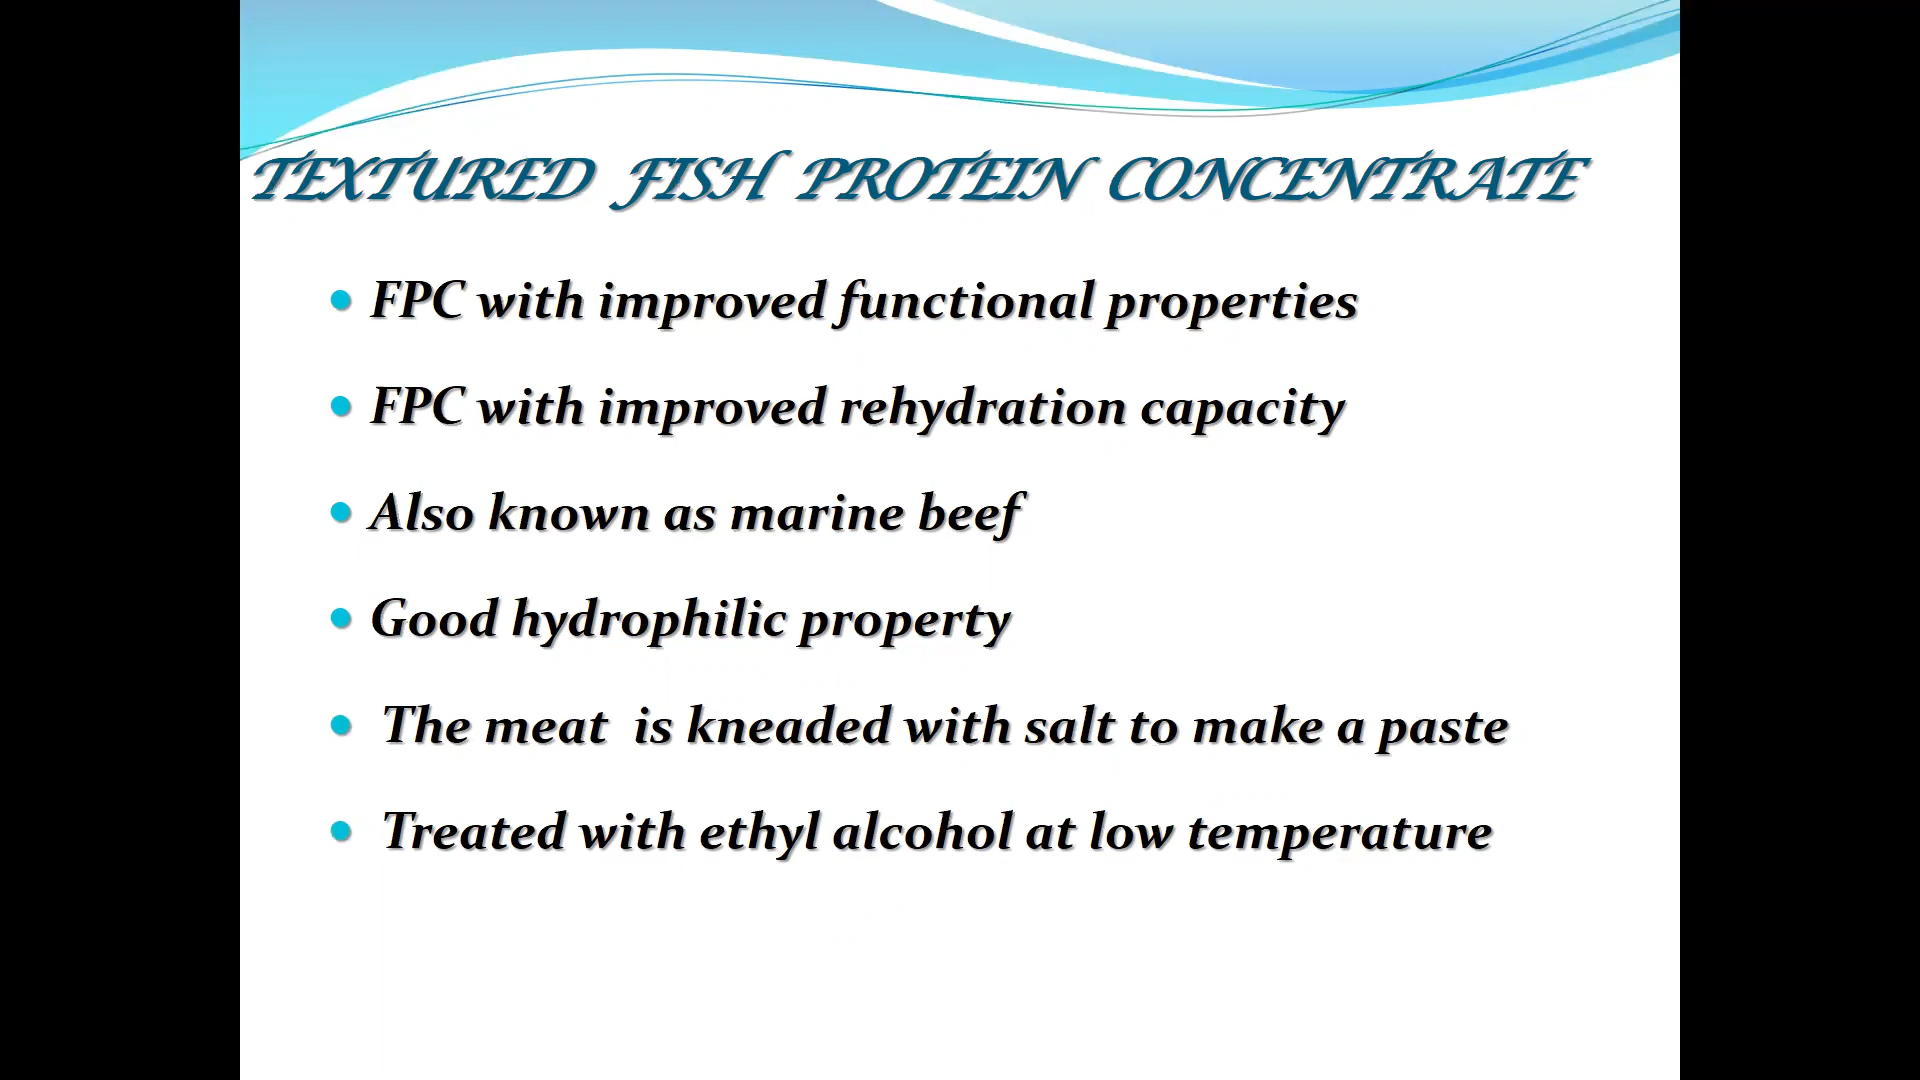 TEXTURED FISH PROTEIN CONCENTRATE
• FPC with improved functional properties
• FPC with improved rehydration capacity
• Also known as marine beef
• Good hydrophilic property
• The meat is kneaded with salt to make a paste
• Treated with ethyl alcohol at low temperature